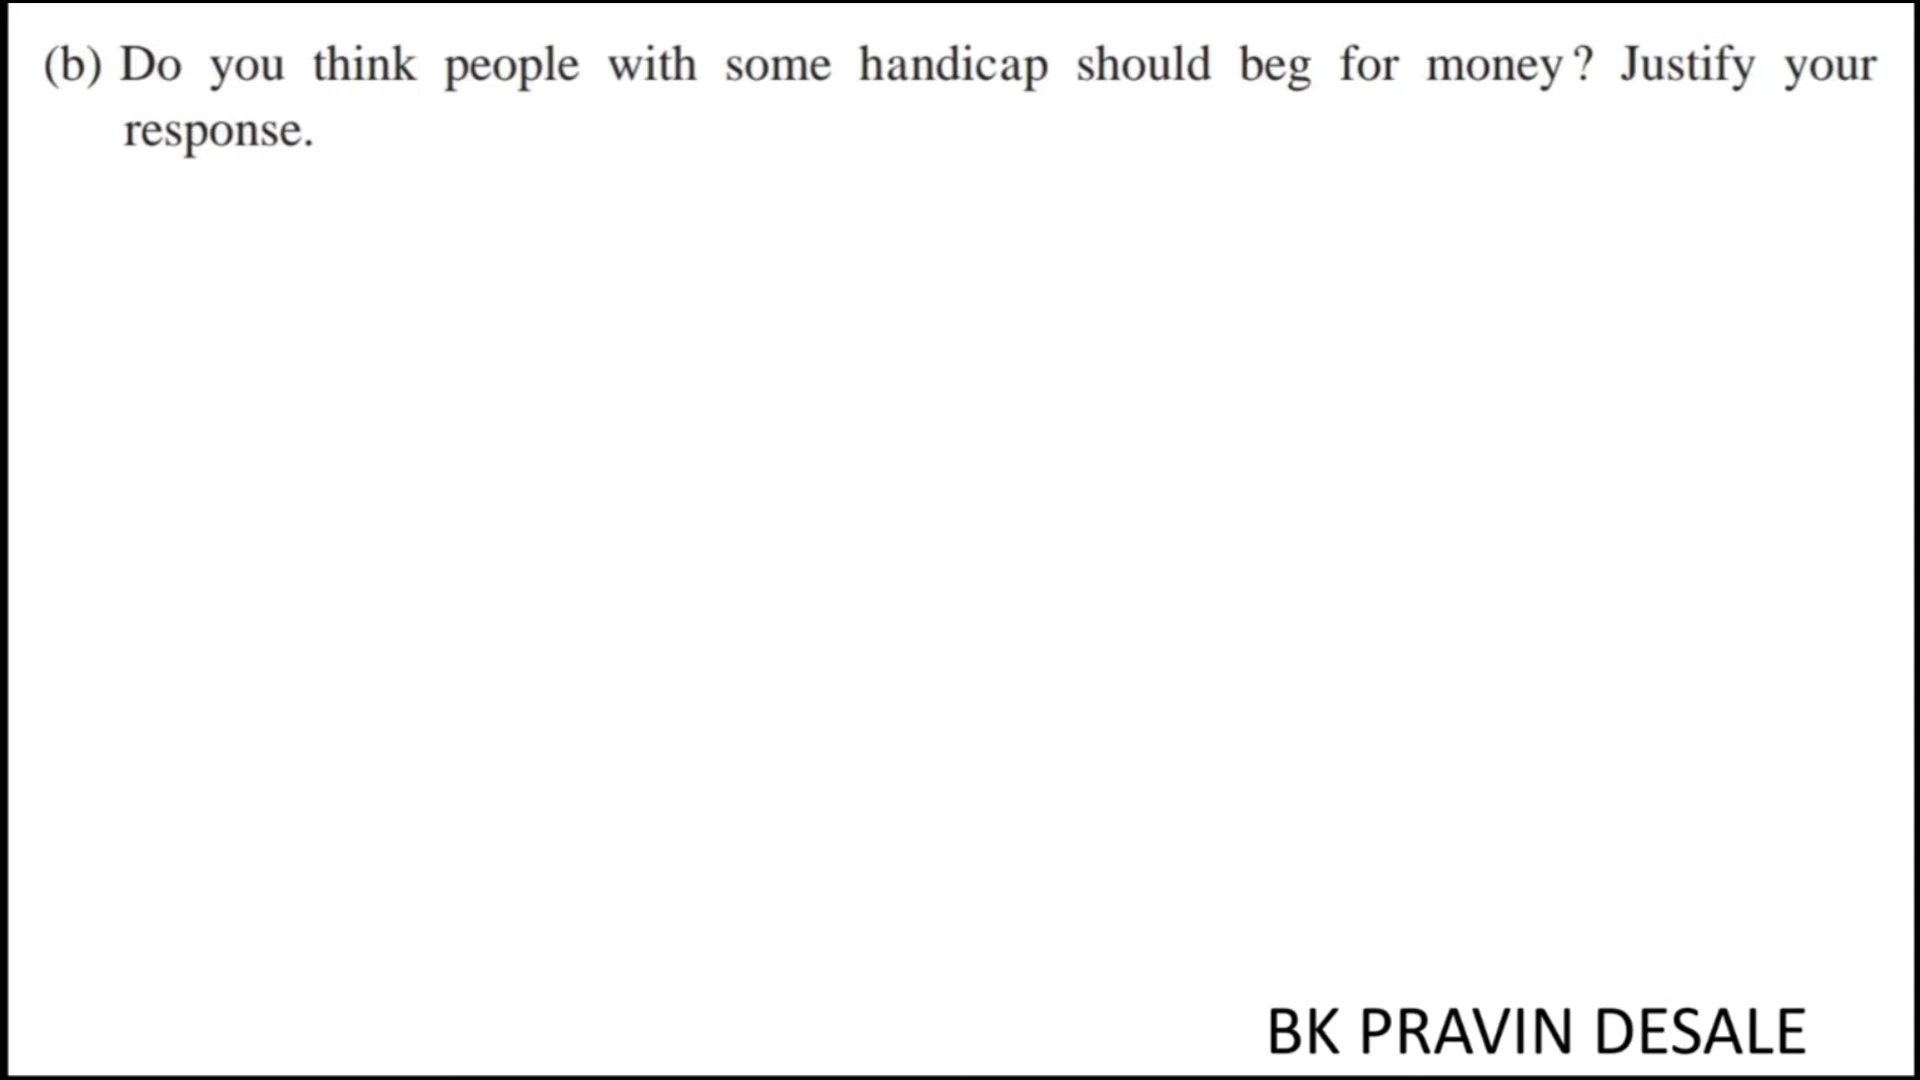 (b) Do you think people with some handicap should beg for money? Justify your
response.
BK PRAVIN DESALE